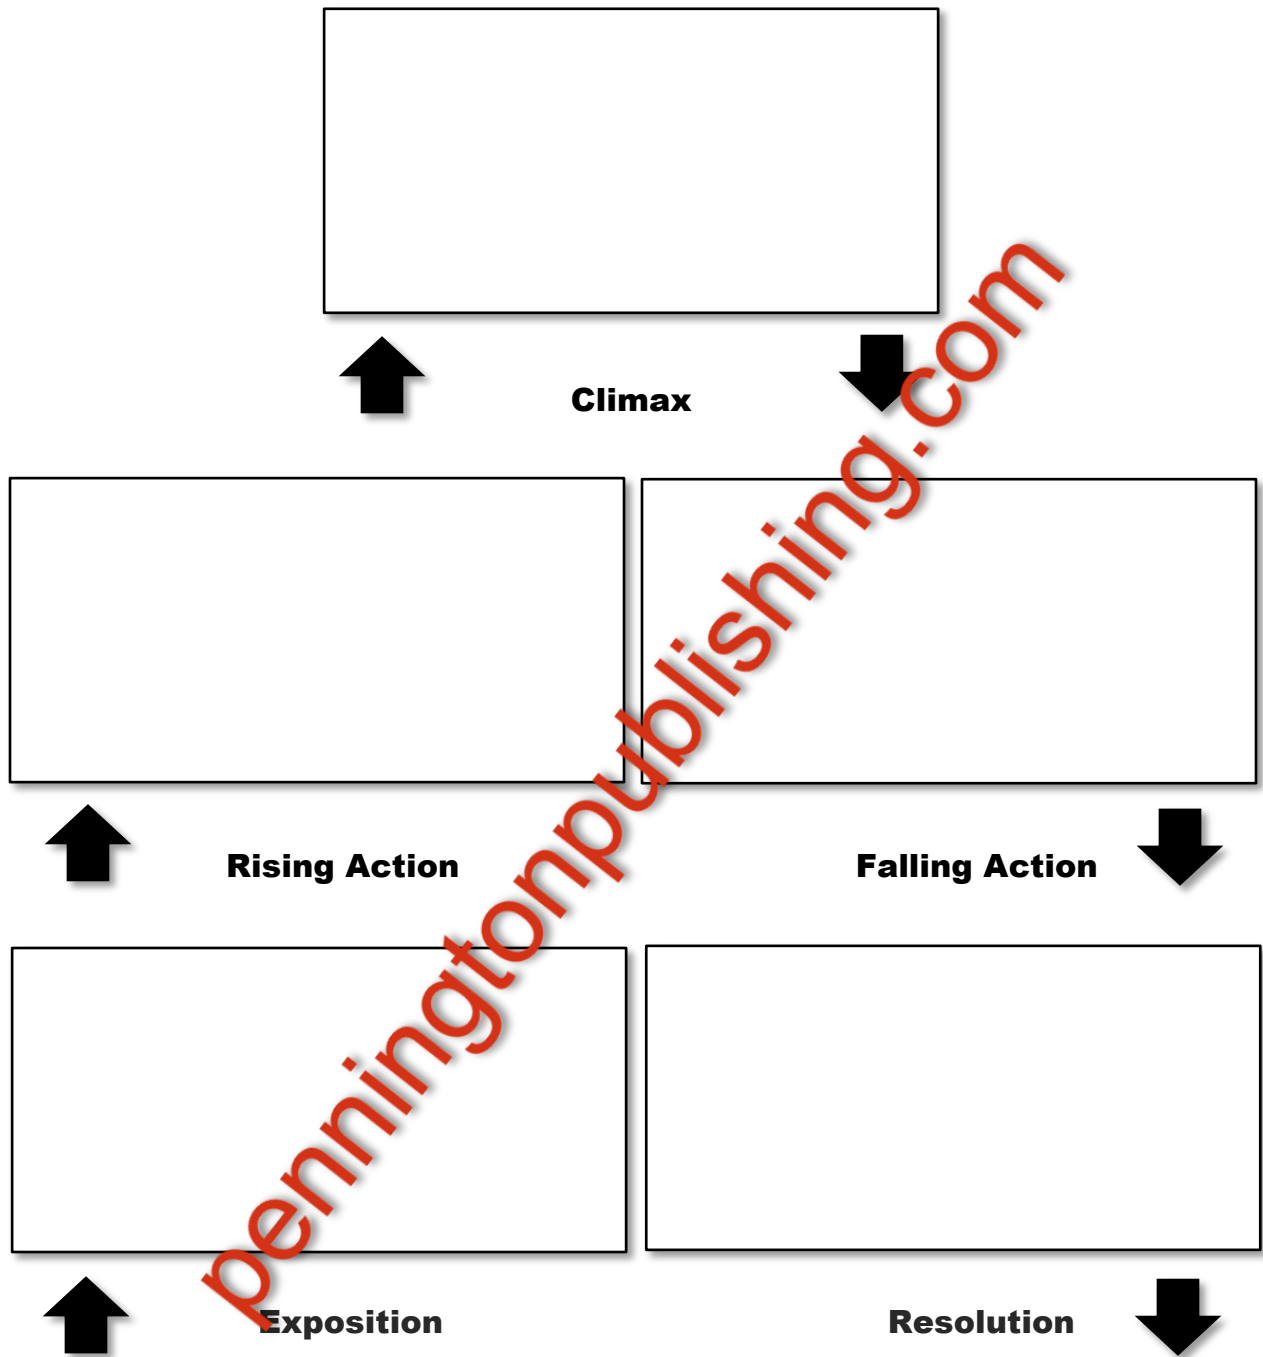 Climax
Rising Action
Falling Action
Exposition
Resolution
penningtonpublishing.com